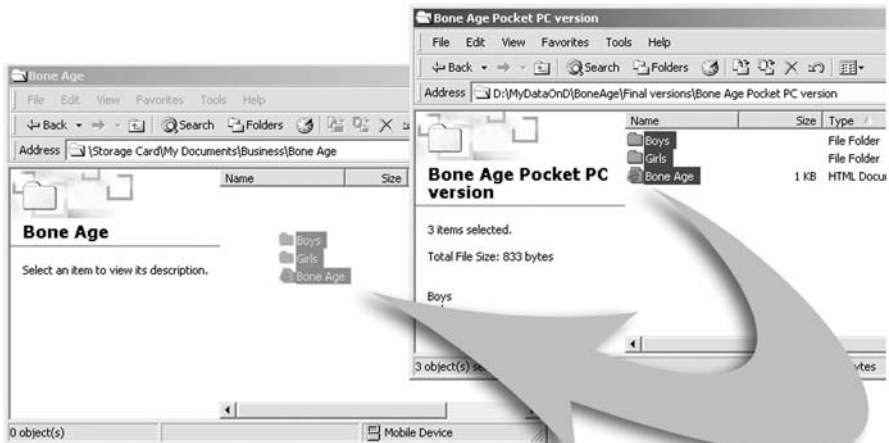 Bone Age Pocket PC version
File Edit View Favorites Tools Help
Back Search Folders
Address D:\MyDataOnD\BoneAge\Final versions\Bone Age Pocket PC version
Name Size Type
Boys File Folder
Girls File Folder
Bone Age 1 KB HTML Docu
Bone Age Pocket PC
version
3 items selected.
Total File Size: 833 bytes
Boys
3 object(s)
Bone Age
File Edit View Favorites Tools Help
Back Search Folders
Address \Storage Card\My Documents\Business\Bone Age
Name Size
Boys
Girls
Bone Age
Bone Age
Select an item to view its description.
0 object(s) Mobile Device